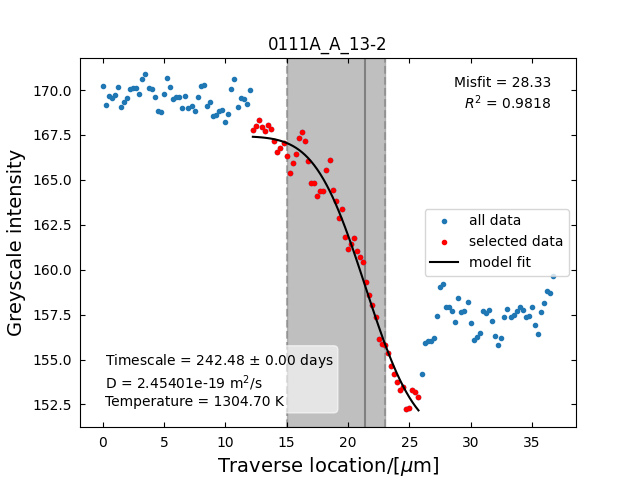 0111A_A_13-2
Misfit = 28.33
R² = 0.9818
Greyscale intensity
170.0
167.5
165.0
162.5
160.0
157.5
155.0
152.5
all data
selected data
model fit
Timescale = 242.48 ± 0.00 days
D = 2.45401e-19 m²/s
Temperature = 1304.70 K
0 5 10 15 20 25 30 35
Traverse location/[μm]